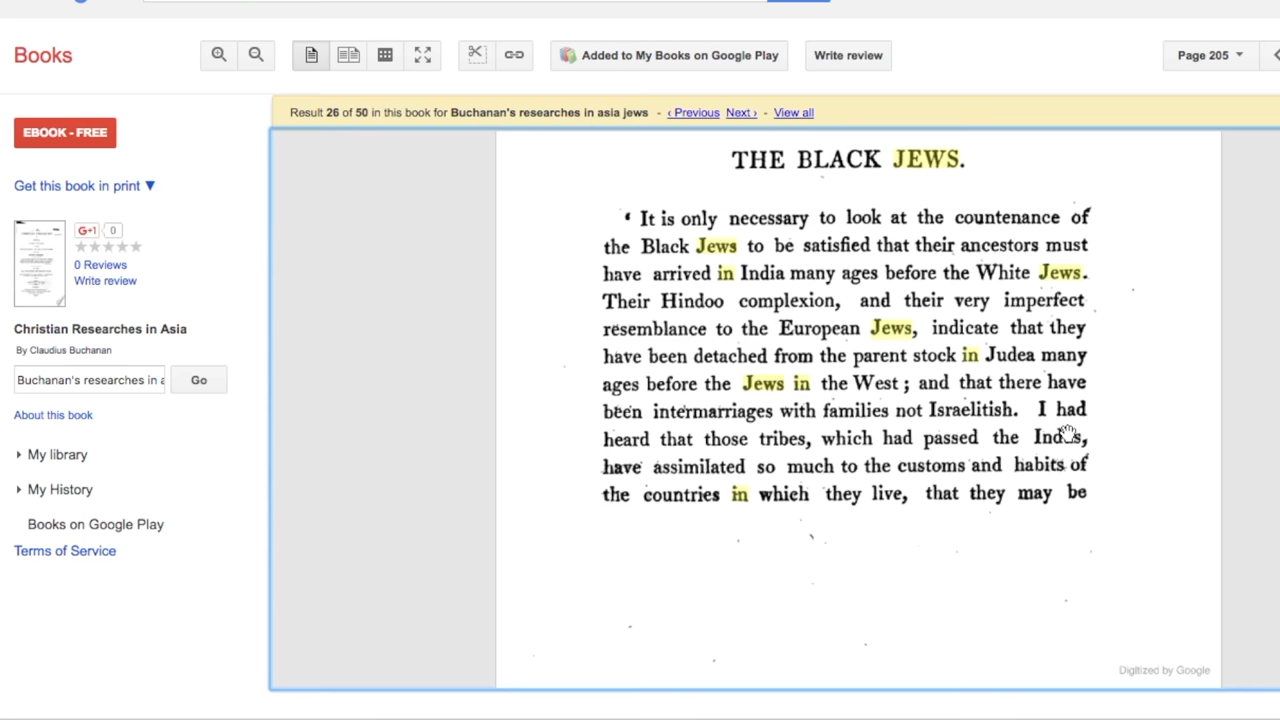 Books
Added to My Books on Google Play
Write review
Page 205
EBOOK - FREE
Result 26 of 50 in this book for Buchanan's researches in asia jews - ‹ Previous Next › - View all
Get this book in print ▼
G+1 0
0 Reviews
Write review
Christian Researches in Asia
By Claudius Buchanan
Buchanan's researches in a
Go
About this book
My library
My History
Books on Google Play
Terms of Service
THE BLACK JEWS.
‘ It is only necessary to look at the countenance of
the Black Jews to be satisfied that their ancestors must
have arrived in India many ages before the White Jews.
Their Hindoo complexion, and their very imperfect
resemblance to the European Jews, indicate that they
have been detached from the parent stock in Judea many
ages before the Jews in the West ; and that there have
been intermarriages with families not Israelitish. I had
heard that those tribes, which had passed the Indus,
have assimilated so much to the customs and habits of
the countries in which they live, that they may be
Digitized by Google